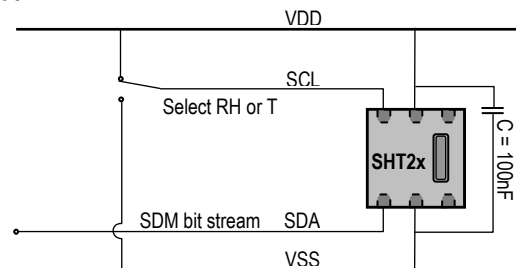 VDD
SCL
Select RH or T
SHT2x
C = 100nF
SDM bit stream SDA
VSS